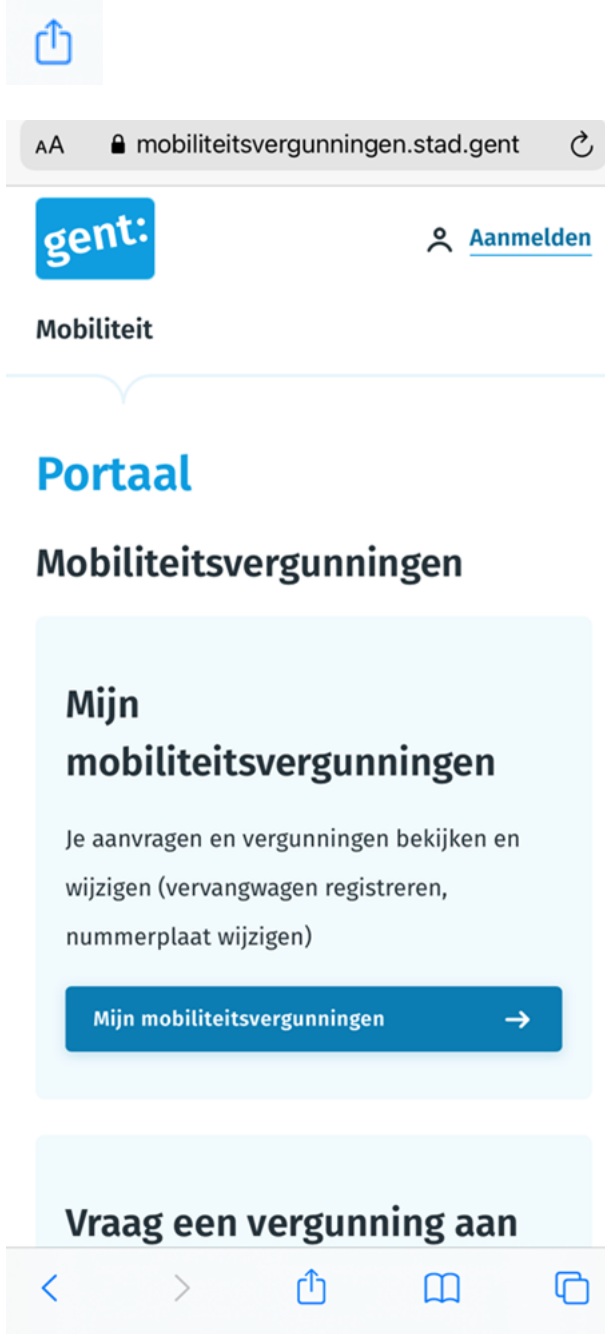 AA mobiliteitsvergunningen.stad.gent
gent:
Aanmelden
Mobiliteit
Portaal
Mobiliteitsvergunningen
Mijn
mobiliteitsvergunningen
Je aanvragen en vergunningen bekijken en
wijzigen (vervangwagen registreren,
nummerplaat wijzigen)
Mijn mobiliteitsvergunningen
Vraag een vergunning aan